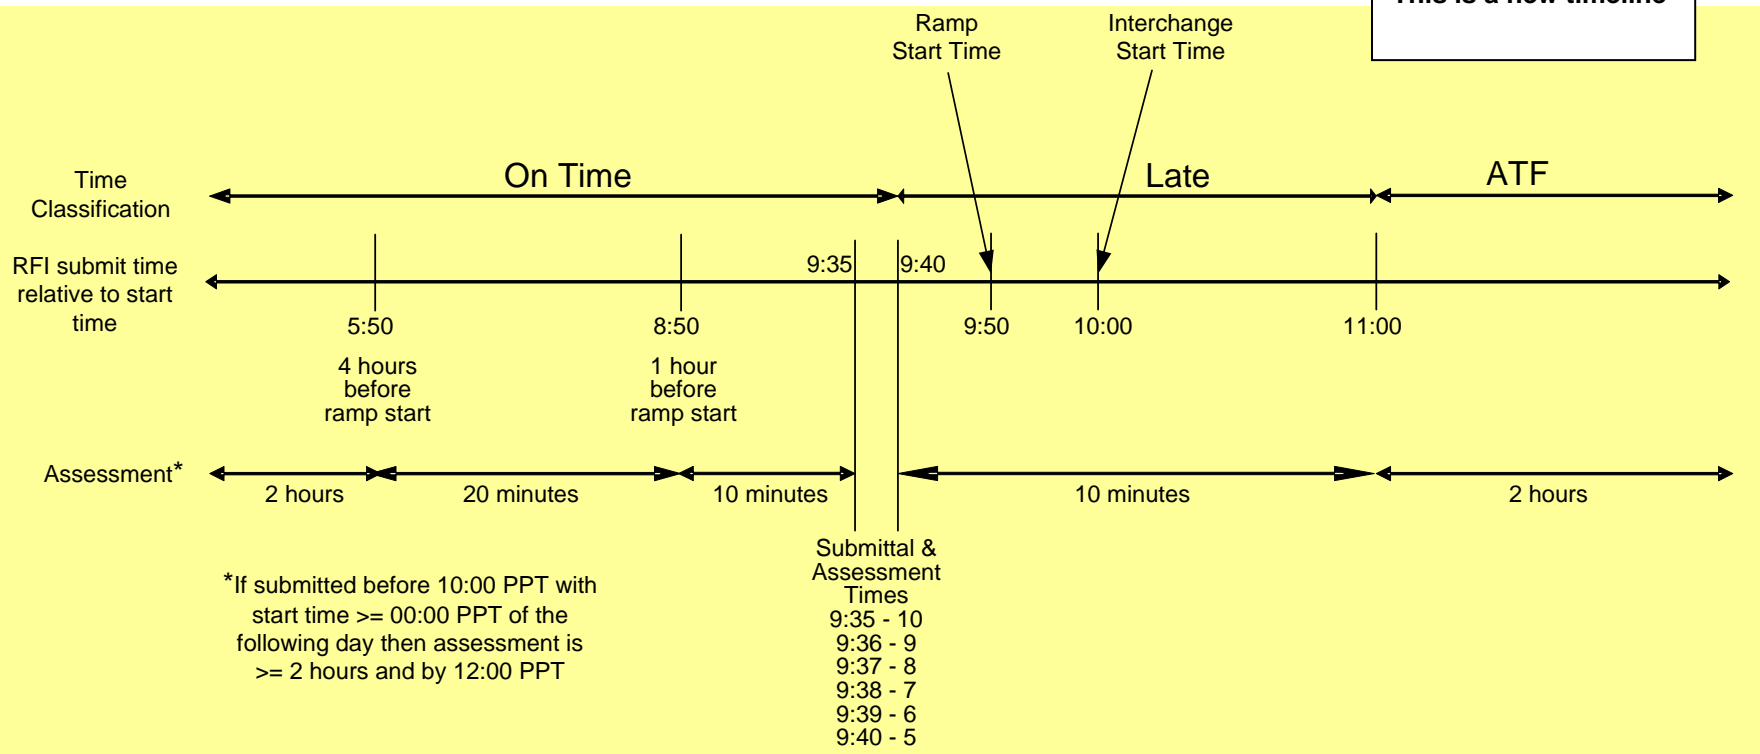 This is a new timeline
Ramp
Start Time
Interchange
Start Time
Time
Classification
On Time
Late
ATF
RFI submit time
relative to start
time
9:35
9:40
5:50
8:50
9:50
10:00
11:00
4 hours
before
ramp start
1 hour
before
ramp start
Assessment*
2 hours
20 minutes
10 minutes
10 minutes
2 hours
Submittal &
Assessment
Times
9:35 - 10
9:36 - 9
9:37 - 8
9:38 - 7
9:39 - 6
9:40 - 5
*If submitted before 10:00 PPT with
start time >= 00:00 PPT of the
following day then assessment is
>= 2 hours and by 12:00 PPT